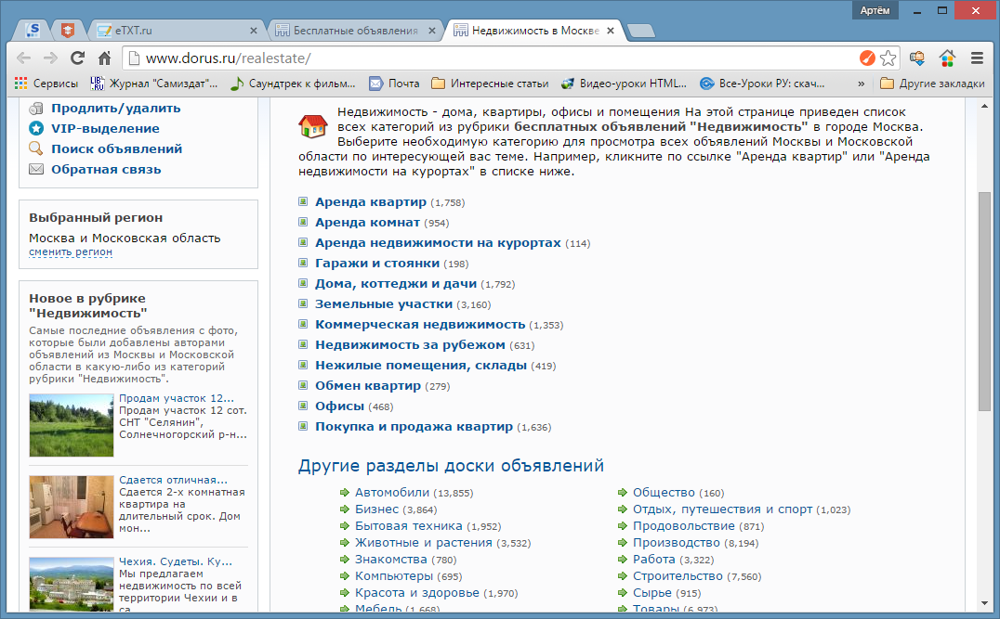 Артём
eTXT.ru
Бесплатные объявления
Недвижимость в Москве
www.dorus.ru/realestate/
Сервисы
LIB.RU
Журнал "Самиздат"...
Саундтрек к фильм...
Почта
Интересные статьи
Видео-уроки HTML...
Все-Уроки РУ: скач...
»
Другие закладки
Продлить/удалить
VIP-выделение
Поиск объявлений
Обратная связь
Выбранный регион
Москва и Московская область
сменить регион
Новое в рубрике
"Недвижимость"
Самые последние объявления с фото,
которые были добавлены авторами
объявлений из Москвы и Московской
области в какую-либо из категорий
рубрики "Недвижимость".
Продам участок 12...
Продам участок 12 сот.
СНТ "Селянин",
Солнечногорский р-н...
Сдается отличная...
Сдается 2-х комнатная
квартира на
длительный срок. Дом
мон...
Чехия. Судеты. Ку...
Мы предлагаем
недвижимость по всей
территории Чехии и в
са...
Недвижимость - дома, квартиры, офисы и помещения На этой странице приведен список
всех категорий из рубрики бесплатных объявлений "Недвижимость" в городе Москва.
Выберите необходимую категорию для просмотра всех объявлений Москвы и Московской
области по интересующей вас теме. Например, кликните по ссылке "Аренда квартир" или "Аренда
недвижимости на курортах" в списке ниже.
Аренда квартир (1,758)
Аренда комнат (954)
Аренда недвижимости на курортах (114)
Гаражи и стоянки (198)
Дома, коттеджи и дачи (1,792)
Земельные участки (3,160)
Коммерческая недвижимость (1,353)
Недвижимость за рубежом (631)
Нежилые помещения, склады (419)
Обмен квартир (279)
Офисы (468)
Покупка и продажа квартир (1,636)
Другие разделы доски объявлений
Автомобили (13,855)
Бизнес (3,864)
Бытовая техника (1,952)
Животные и растения (3,532)
Знакомства (780)
Компьютеры (695)
Красота и здоровье (1,970)
Мебель (1,668)
Общество (160)
Отдых, путешествия и спорт (1,023)
Продовольствие (871)
Производство (8,194)
Работа (3,322)
Строительство (7,560)
Сырье (915)
Товары (6,973)